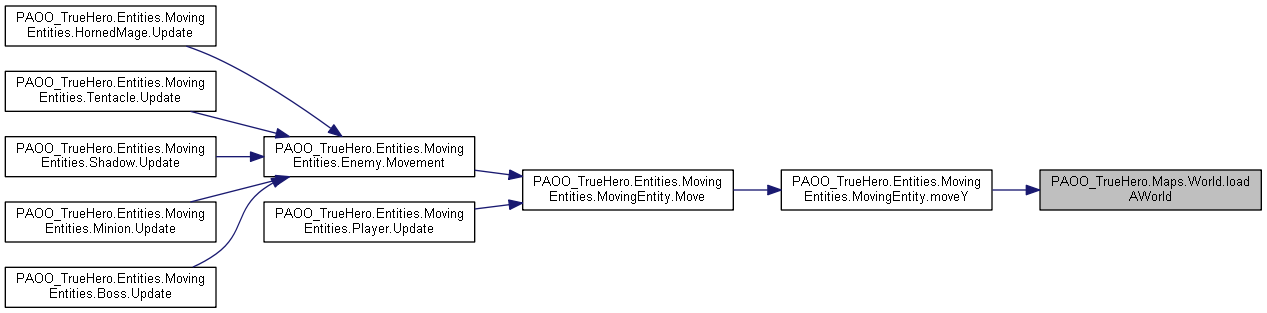 PAOO_TrueHero.Entities.Moving
Entities.HornedMage.Update
PAOO_TrueHero.Entities.Moving
Entities.Tentacle.Update
PAOO_TrueHero.Entities.Moving
Entities.Shadow.Update
PAOO_TrueHero.Entities.Moving
Entities.Minion.Update
PAOO_TrueHero.Entities.Moving
Entities.Boss.Update
PAOO_TrueHero.Entities.Moving
Entities.Enemy.Movement
PAOO_TrueHero.Entities.Moving
Entities.Player.Update
PAOO_TrueHero.Entities.Moving
Entities.MovingEntity.Move
PAOO_TrueHero.Entities.Moving
Entities.MovingEntity.moveY
PAOO_TrueHero.Maps.World.load
AWorld